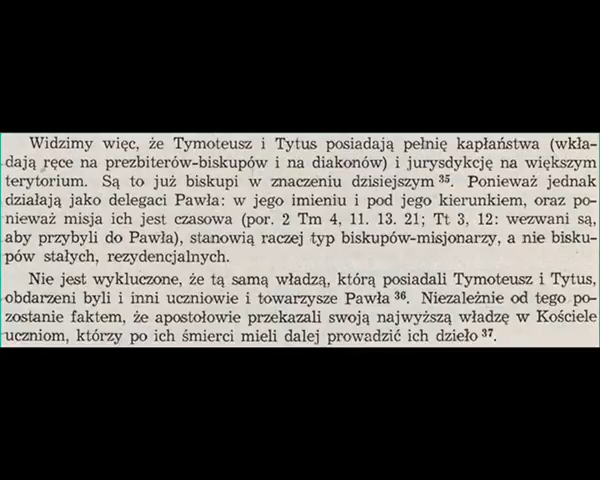 Widzimy więc, że Tymoteusz i Tytus posiadają pełnię kapłaństwa (wkła-
dają ręce na prezbiterów-biskupów i na diakonów) i jurysdykcję na większym
terytorium. Są to już biskupi w znaczeniu dzisiejszym 35. Ponieważ jednak
działają jako delegaci Pawła: w jego imieniu i pod jego kierunkiem, oraz po-
nieważ misja ich jest czasowa (por. 2 Tm 4, 11. 13. 21; Tt 3, 12: wezwani są,
aby przybyli do Pawła), stanowią raczej typ biskupów-misjonarzy, a nie bisku-
pów stałych, rezydencjalnych.
Nie jest wykluczone, że tą samą władzą, którą posiadali Tymoteusz i Tytus,
obdarzeni byli i inni uczniowie i towarzysze Pawła 36. Niezależnie od tego po-
zostanie faktem, że apostołowie przekazali swoją najwyższą władzę w Kościele
uczniom, którzy po ich śmierci mieli dalej prowadzić ich dzieło 37.